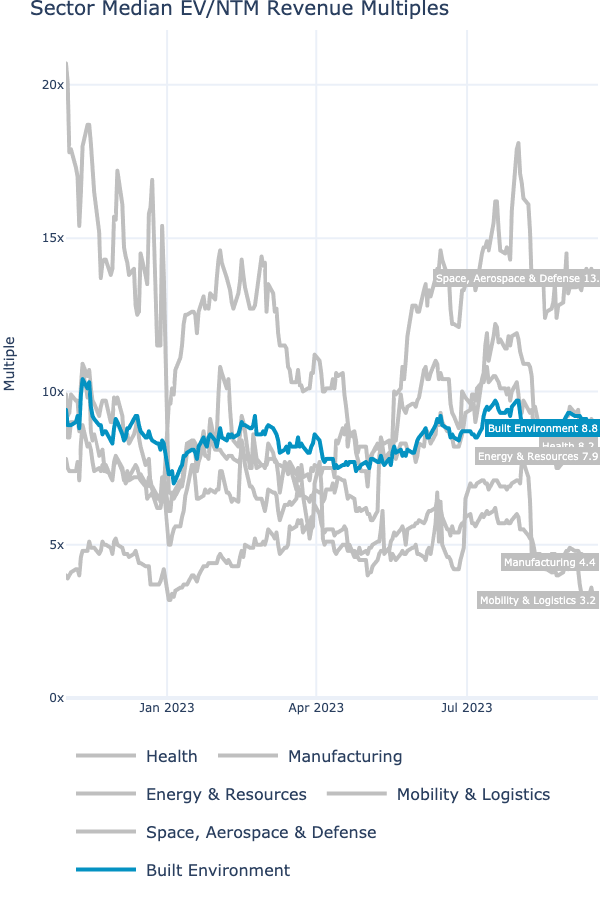 Sector Median EV/NTM Revenue Multiples
20x
15x
10x
5x
0x
Multiple
Space, Aerospace & Defense 13.
Built Environment 8.8
Health 8.2
Energy & Resources 7.9
Manufacturing 4.4
Mobility & Logistics 3.2
Jan 2023
Apr 2023
Jul 2023
Health
Manufacturing
Energy & Resources
Mobility & Logistics
Space, Aerospace & Defense
Built Environment